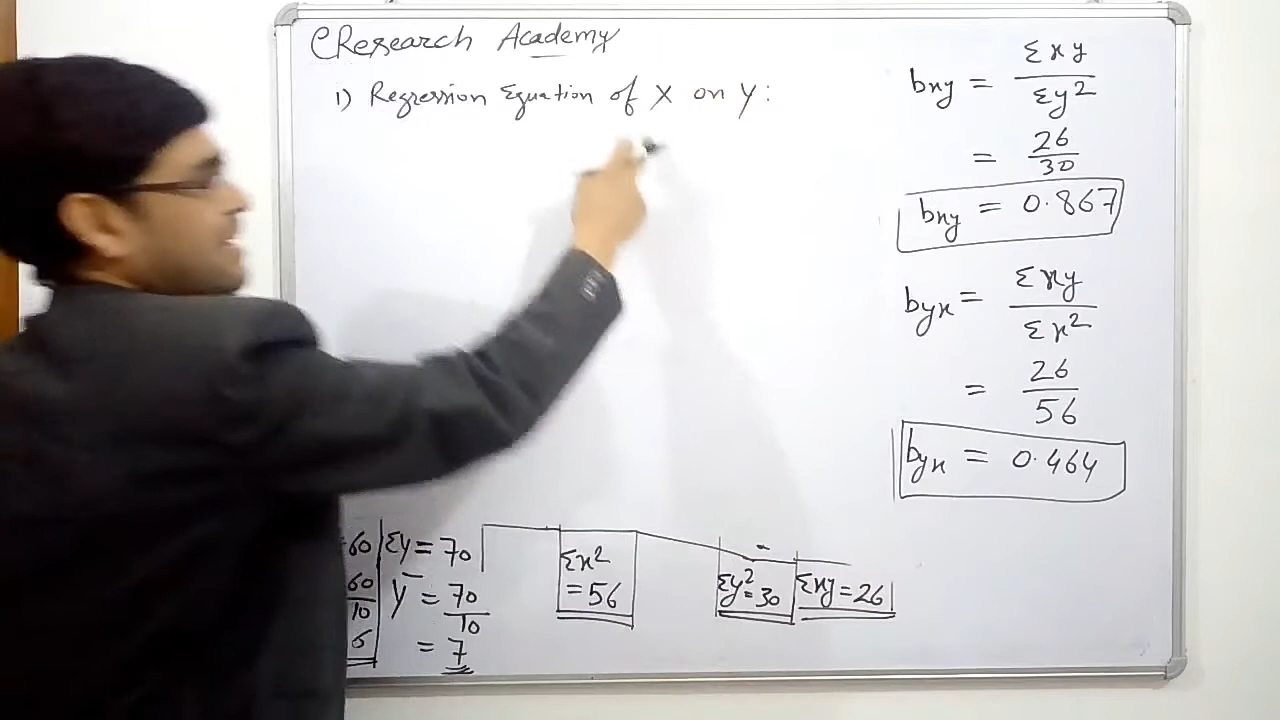 CResearch Academy
1) Regression Equation of X on Y:
bxy = Σxy / Σy²
= 26/30
bxy = 0.867
byx = Σxy / Σx²
= 26/56
byx = 0.464
60 Σy = 70
60/10 Y̅ = 70/10
6 = 7
Σx² = 56
Σy² = 30 Σxy = 26